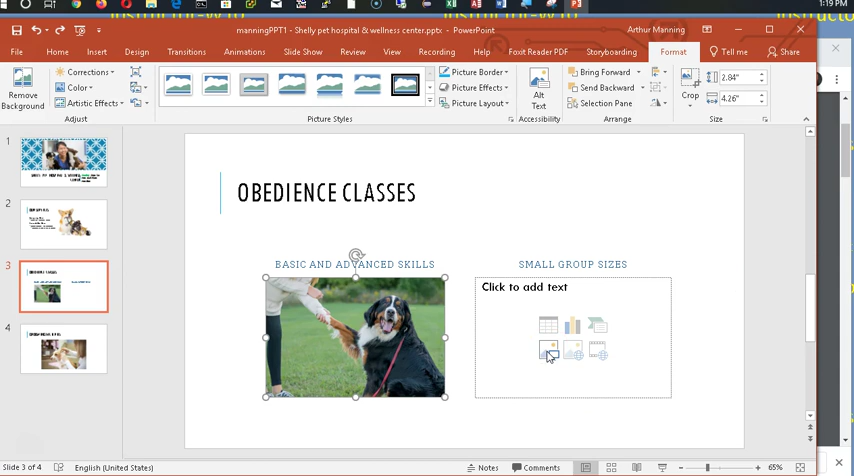 1:19 PM
manningPPT1 - Shelly pet hospital & wellness center.pptx - PowerPoint
Arthur Manning
File Home Insert Design Transitions Animations Slide Show Review View Recording Help Foxit Reader PDF Storyboarding Format Tell me Share
Remove Background
Corrections
Color
Artistic Effects
Adjust
Picture Styles
Picture Border
Picture Effects
Picture Layout
Alt Text
Accessibility
Bring Forward
Send Backward
Selection Pane
Arrange
Crop
2.84"
4.26"
Size
1
2
3
4
OBEDIENCE CLASSES
BASIC AND ADVANCED SKILLS
SMALL GROUP SIZES
Click to add text
Slide 3 of 4
English (United States)
Notes
Comments
65%